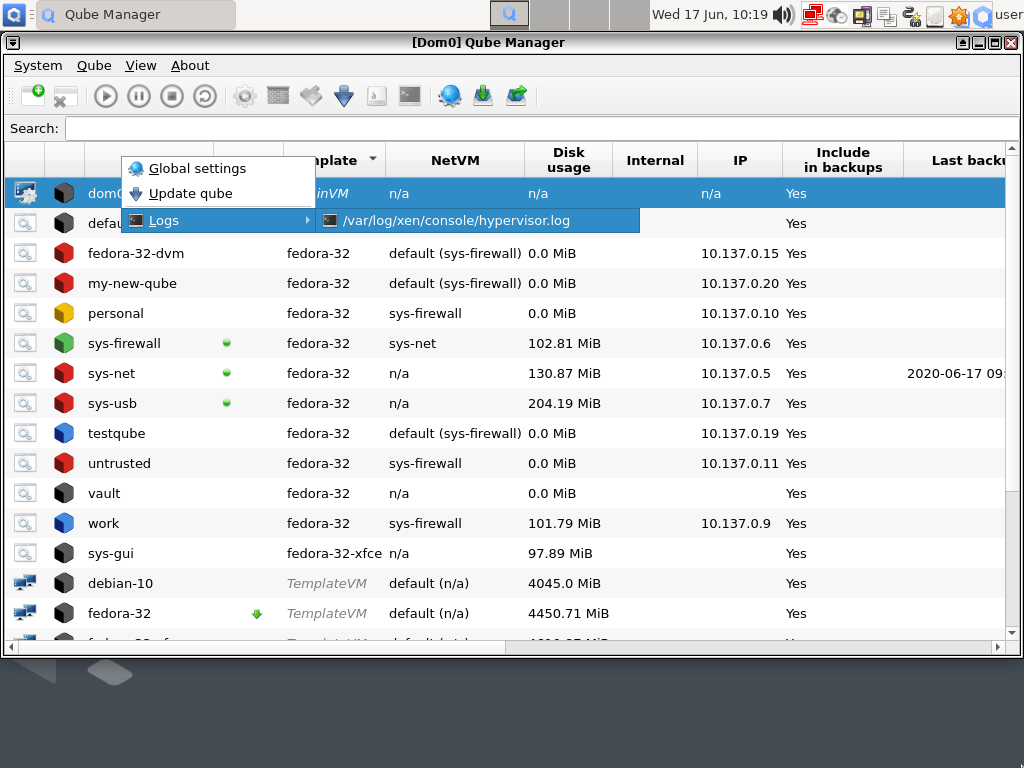 Qube Manager
Wed 17 Jun, 10:19
user
[Dom0] Qube Manager
System Qube View About
Search:
mplate NetVM Disk usage Internal IP Include in backups Last backu
dom0 inVM n/a n/a n/a Yes
Global settings
Update qube
Logs
/var/log/xen/console/hypervisor.log
defau Yes
fedora-32-dvm fedora-32 default (sys-firewall) 0.0 MiB 10.137.0.15 Yes
my-new-qube fedora-32 default (sys-firewall) 0.0 MiB 10.137.0.20 Yes
personal fedora-32 sys-firewall 0.0 MiB 10.137.0.10 Yes
sys-firewall fedora-32 sys-net 102.81 MiB 10.137.0.6 Yes
sys-net fedora-32 n/a 130.87 MiB 10.137.0.5 Yes 2020-06-17 09:
sys-usb fedora-32 n/a 204.19 MiB 10.137.0.7 Yes
testqube fedora-32 default (sys-firewall) 0.0 MiB 10.137.0.19 Yes
untrusted fedora-32 sys-firewall 0.0 MiB 10.137.0.11 Yes
vault fedora-32 n/a 0.0 MiB Yes
work fedora-32 sys-firewall 101.79 MiB 10.137.0.9 Yes
sys-gui fedora-32-xfce n/a 97.89 MiB Yes
debian-10 TemplateVM default (n/a) 4045.0 MiB Yes
fedora-32 TemplateVM default (n/a) 4450.71 MiB Yes